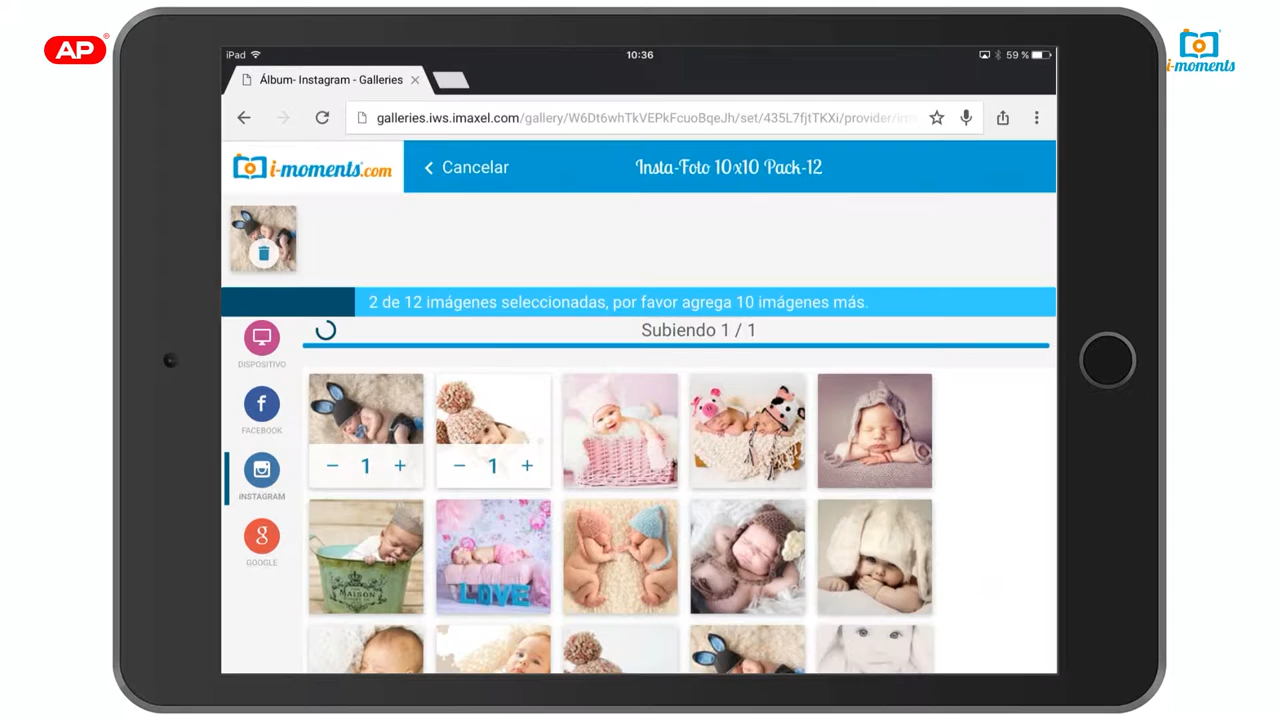 AP
i-moments
iPad
10:36
59 %
Álbum- Instagram - Galleries
galleries.iws.imaxel.com/gallery/W6Dt6whTkVEPkFcuoBqeJh/set/435L7fjtTKXi/provider/
i-moments.com
Cancelar
Insta-Foto 10x10 Pack-12
2 de 12 imágenes seleccionadas, por favor agrega 10 imágenes más.
Subiendo 1 / 1
DISPOSITIVO
FACEBOOK
INSTAGRAM
g
GOOGLE
− 1 +
− 1 +
MAISON
LOVE